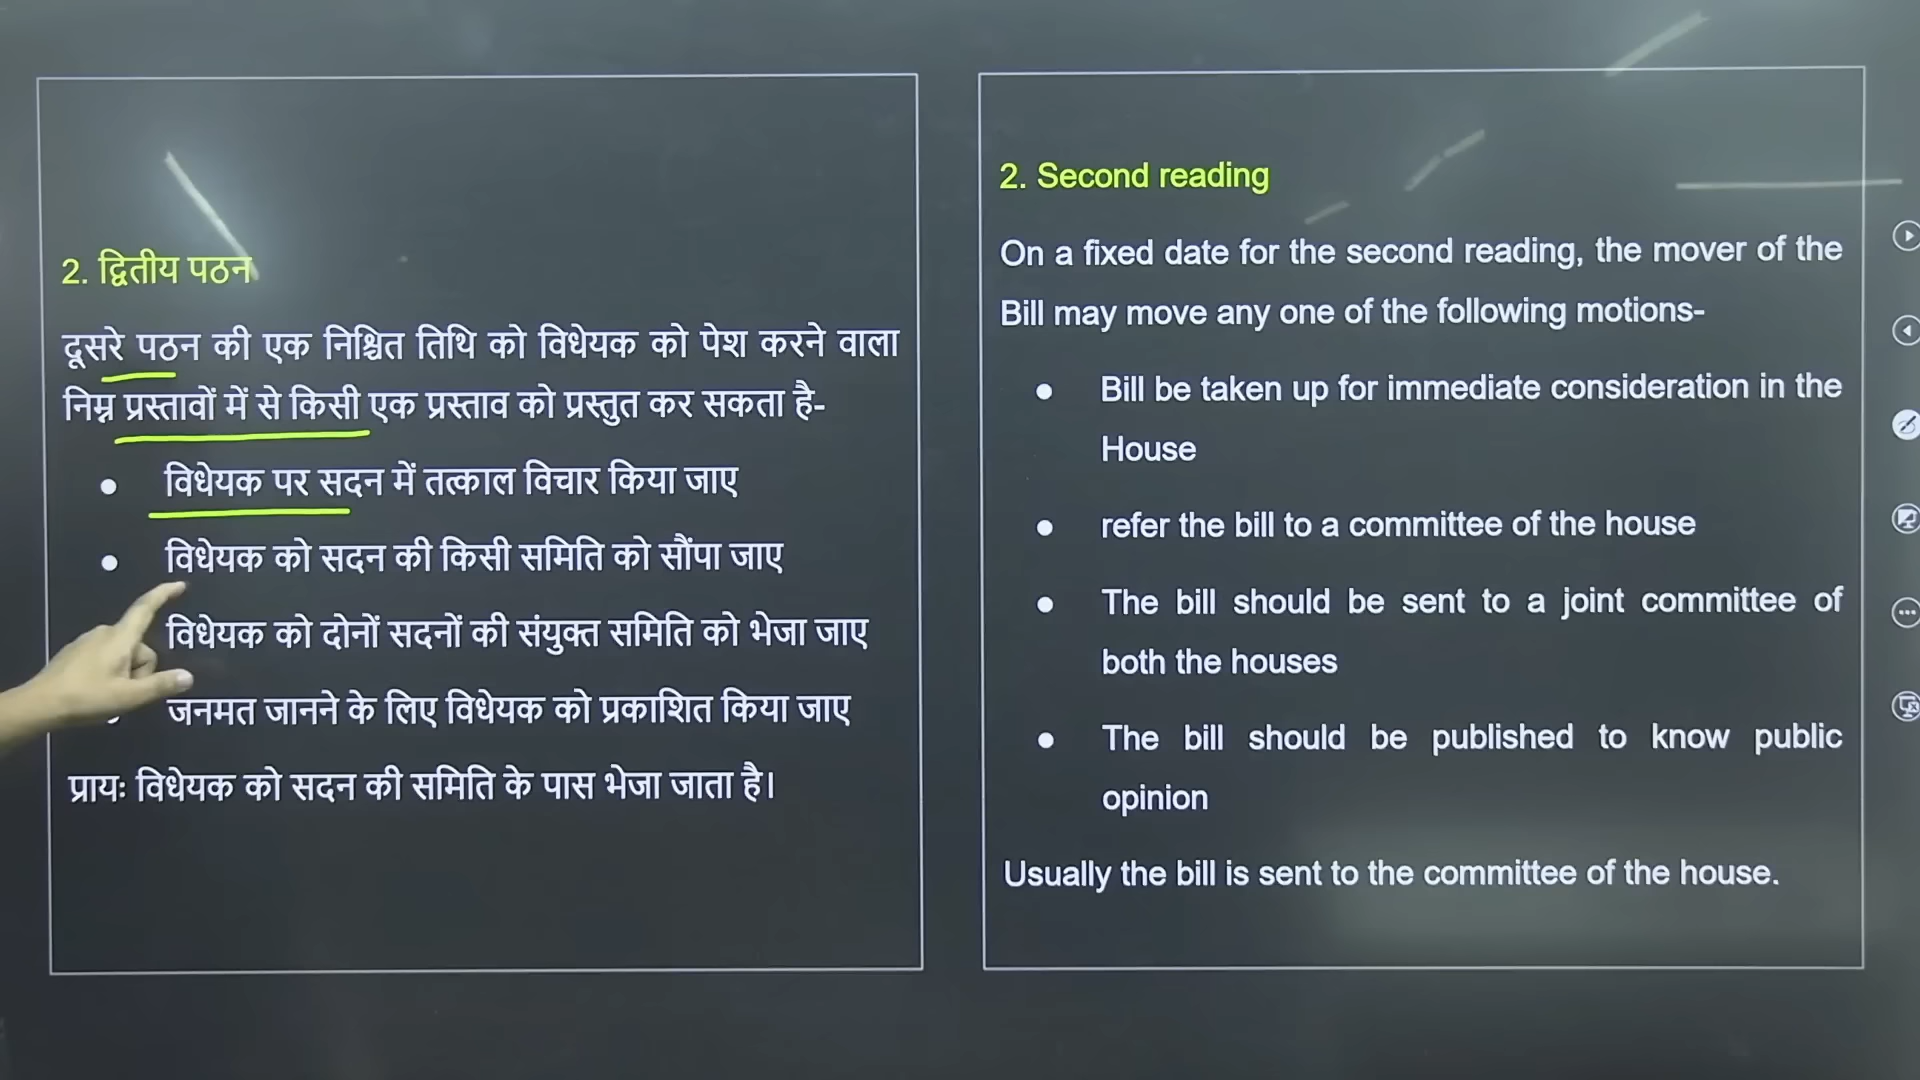 2. द्वितीय पठन
दूसरे पठन की एक निश्चित तिथि को विधेयक को पेश करने वाला
निम्न प्रस्तावों में से किसी एक प्रस्ताव को प्रस्तुत कर सकता है-
● विधेयक पर सदन में तत्काल विचार किया जाए
● विधेयक को सदन की किसी समिति को सौंपा जाए
विधेयक को दोनों सदनों की संयुक्त समिति को भेजा जाए
जनमत जानने के लिए विधेयक को प्रकाशित किया जाए
प्रायः विधेयक को सदन की समिति के पास भेजा जाता है।
2. Second reading
On a fixed date for the second reading, the mover of the
Bill may move any one of the following motions-
● Bill be taken up for immediate consideration in the
House
● refer the bill to a committee of the house
● The bill should be sent to a joint committee of
both the houses
● The bill should be published to know public
opinion
Usually the bill is sent to the committee of the house.